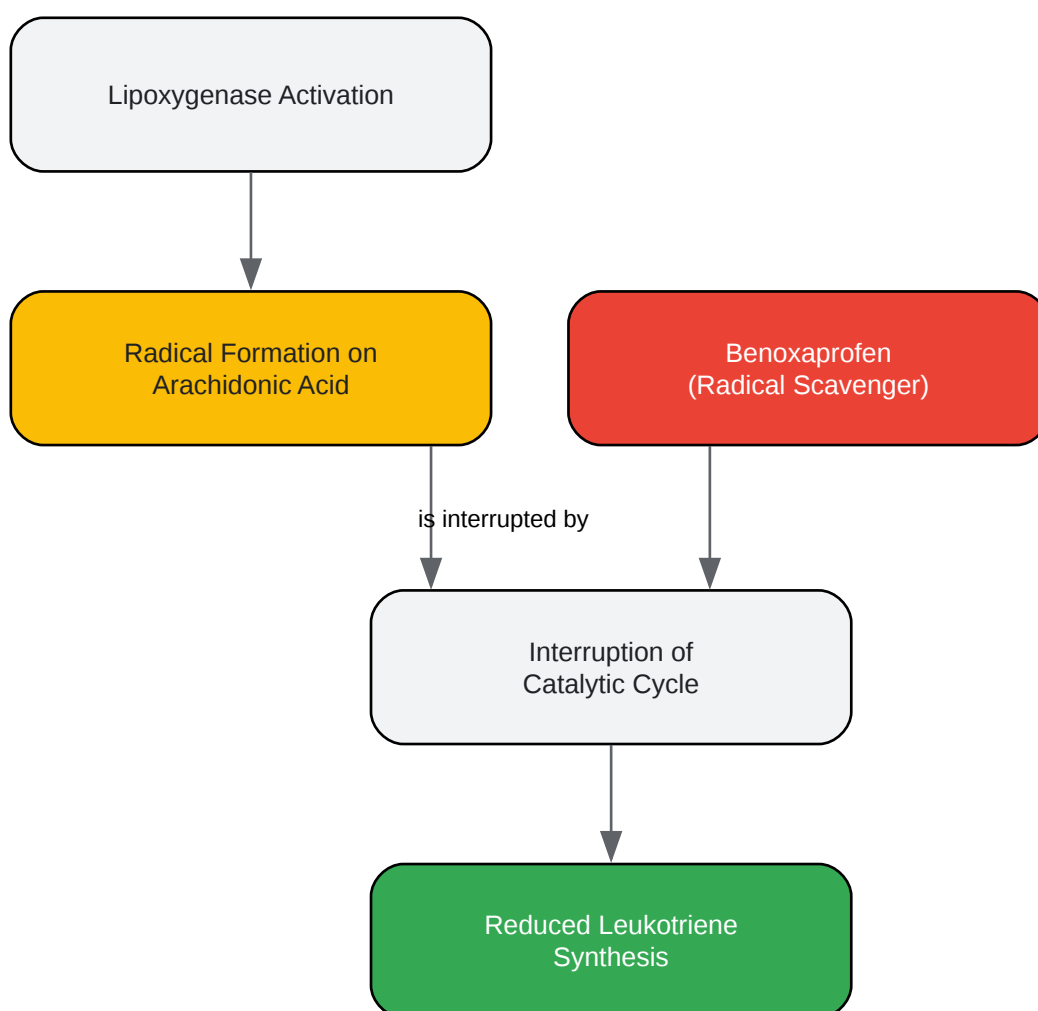 Lipoxygenase Activation
Radical Formation on
Arachidonic Acid
Benoxaprofen
(Radical Scavenger)
is interrupted by
Interruption of
Catalytic Cycle
Reduced Leukotriene
Synthesis